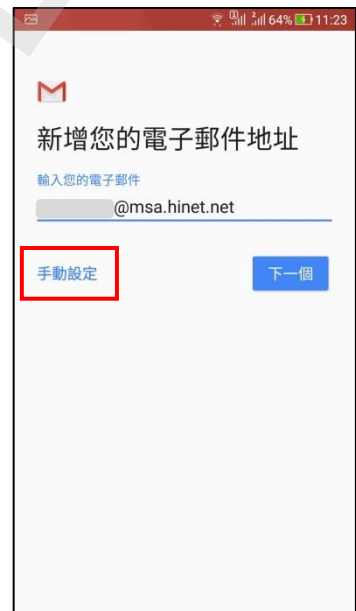 64% 11:23
新增您的電子郵件地址
輸入您的電子郵件
@msa.hinet.net
手動設定 下一個